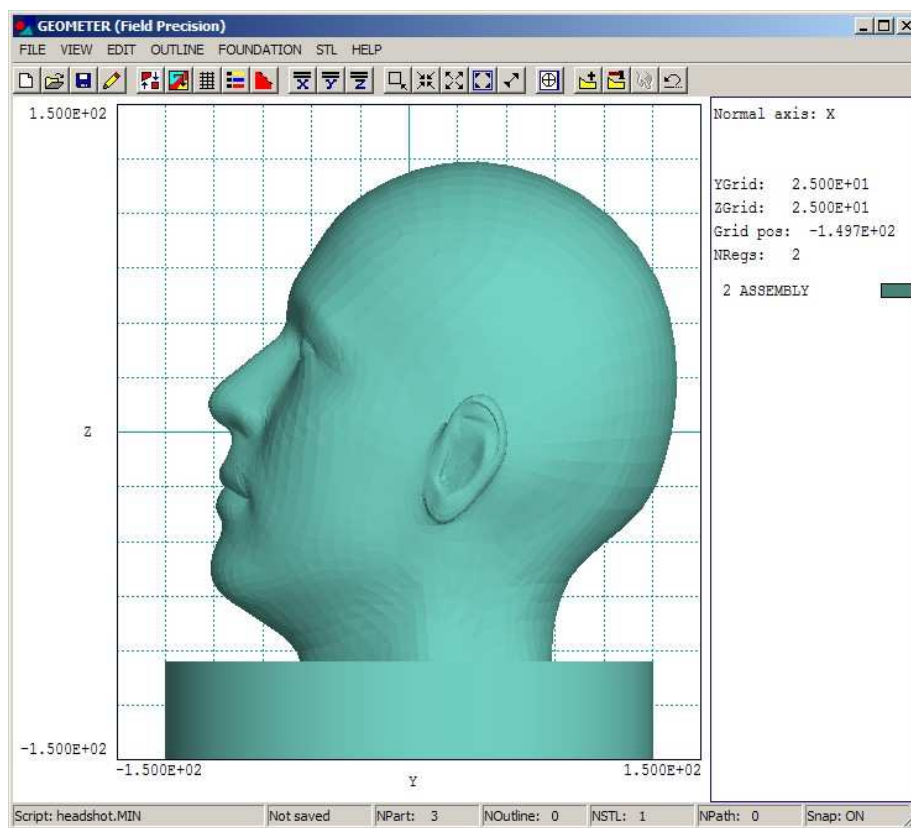 GEOMETER (Field Precision)
FILE VIEW EDIT OUTLINE FOUNDATION STL HELP
X Y Z
1.500E+02
Normal axis: X
YGrid: 2.500E+01
ZGrid: 2.500E+01
Grid pos: -1.497E+02
NRegs: 2
2 ASSEMBLY
Z
-1.500E+02
-1.500E+02 1.500E+02
Y
Script: headshot.MIN Not saved NPart: 3 NOutline: 0 NSTL: 1 NPath: 0 Snap: ON